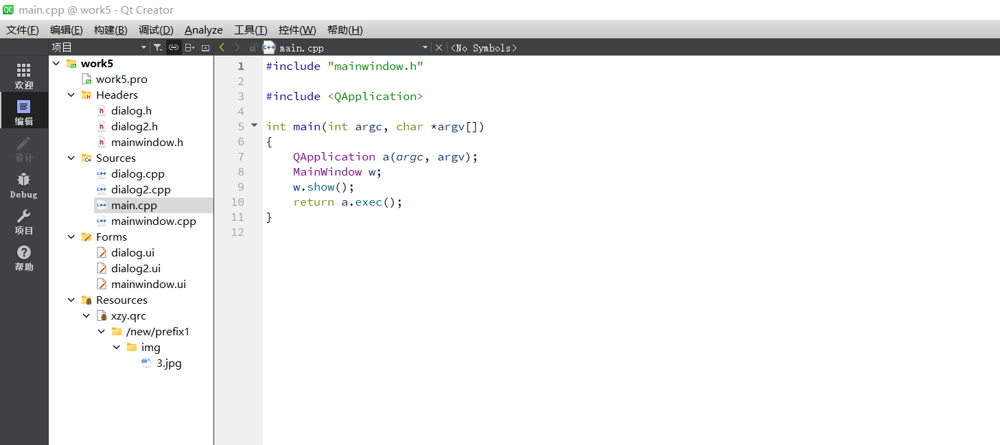 main.cpp @ work5 - Qt Creator
文件(F) 编辑(E) 构建(B) 调试(D) Analyze 工具(T) 控件(W) 帮助(H)
项目
main.cpp
<No Symbols>
欢迎
编辑
设计
Debug
项目
帮助
work5
work5.pro
Headers
dialog.h
dialog2.h
mainwindow.h
Sources
dialog.cpp
dialog2.cpp
main.cpp
mainwindow.cpp
Forms
dialog.ui
dialog2.ui
mainwindow.ui
Resources
xzy.qrc
/new/prefix1
img
3.jpg
1 #include "mainwindow.h"
2
3 #include <QApplication>
4
5 int main(int argc, char *argv[])
6 {
7 QApplication a(argc, argv);
8 MainWindow w;
9 w.show();
10 return a.exec();
11 }
12